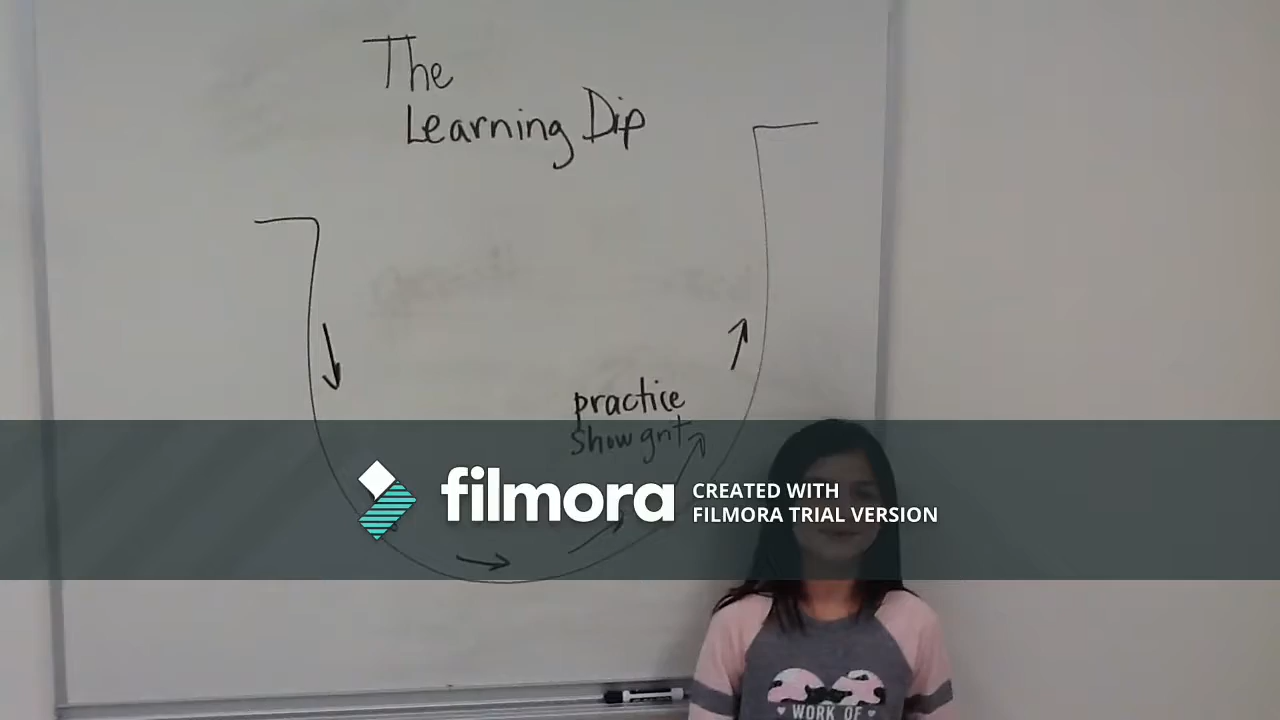 The
Learning Dip
practice
show grit
filmora
CREATED WITH
FILMORA TRIAL VERSION
WORK OF